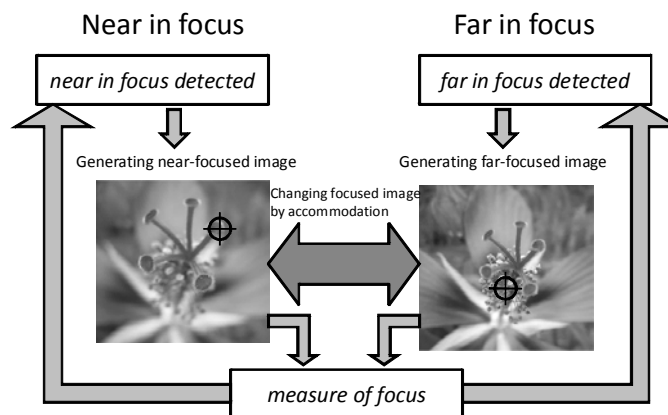 Near in focus
Far in focus
near in focus detected
far in focus detected
Generating near-focused image
Generating far-focused image
Changing focused image
by accommodation
measure of focus